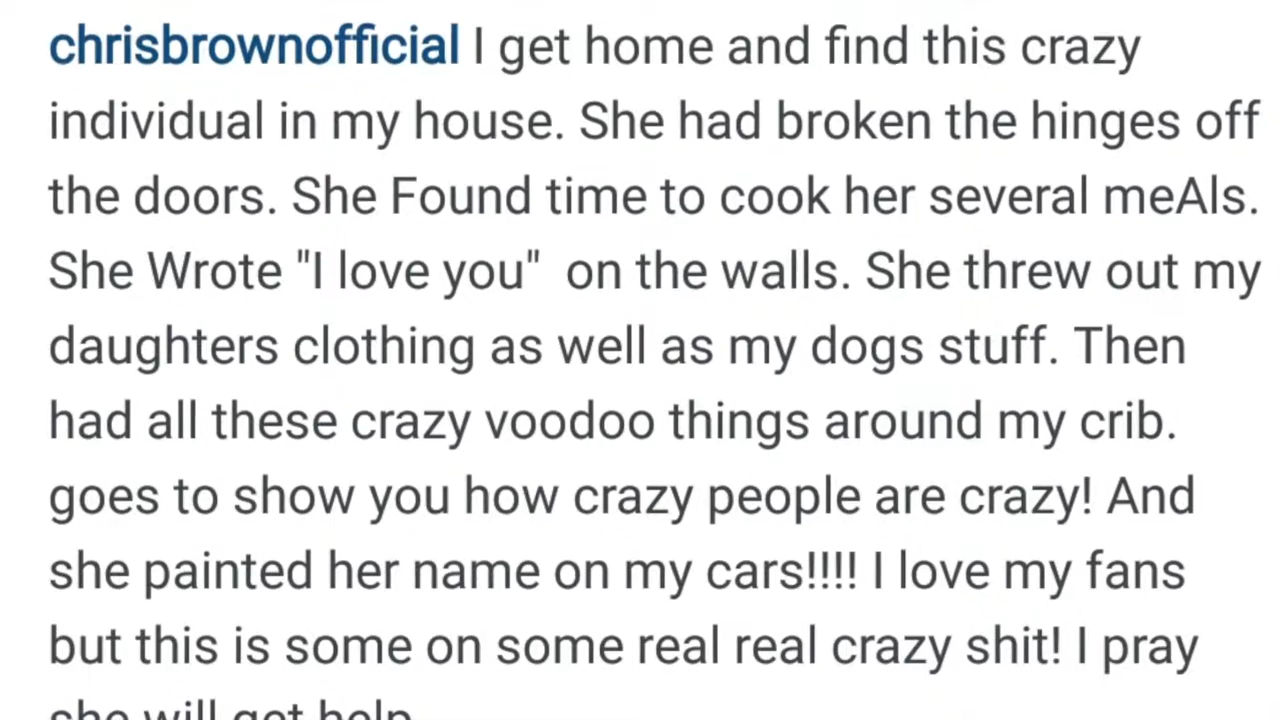 chrisbrownofficial I get home and find this crazy
individual in my house. She had broken the hinges off
the doors. She Found time to cook her several meAls.
She Wrote "I love you"  on the walls. She threw out my
daughters clothing as well as my dogs stuff. Then
had all these crazy voodoo things around my crib.
goes to show you how crazy people are crazy! And
she painted her name on my cars!!!! I love my fans
but this is some on some real real crazy shit! I pray
she will get help